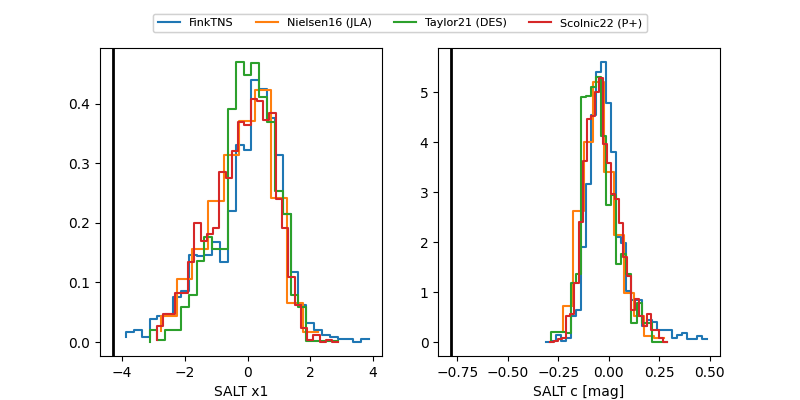 FinkTNS Nielsen16 (JLA) Taylor21 (DES) Scolnic22 (P+)
0.4
0.3
0.2
0.1
0.0
−4 −2 0 2 4
SALT x1
5
4
3
2
1
0
−0.75 −0.50 −0.25 0.00 0.25 0.50
SALT c [mag]